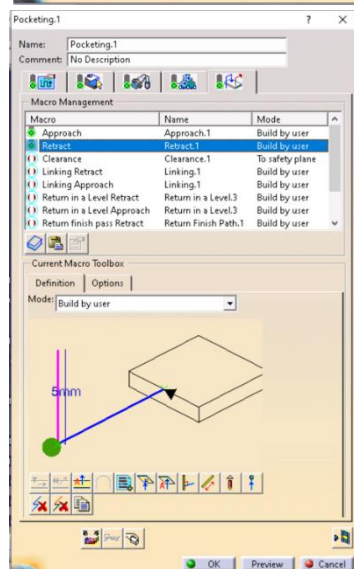 Pocketing.1 ? ×
Name: Pocketing.1
Comment: No Description
Macro Management
Macro Name Mode
Approach Approach.1 Build by user
Retract Retract.1 Build by user
Clearance Clearance.1 To safety plane
Linking Retract Linking.1 Build by user
Linking Approach Linking.1 Build by user
Return in a Level Retract Return in a Level.3 Build by user
Return in a Level Approach Return in a Level.3 Build by user
Return finish pass Retract Return Finish Path.1 Build by user
Current Macro Toolbox
Definition Options
Mode: Build by user
5mm
OK Preview Cancel